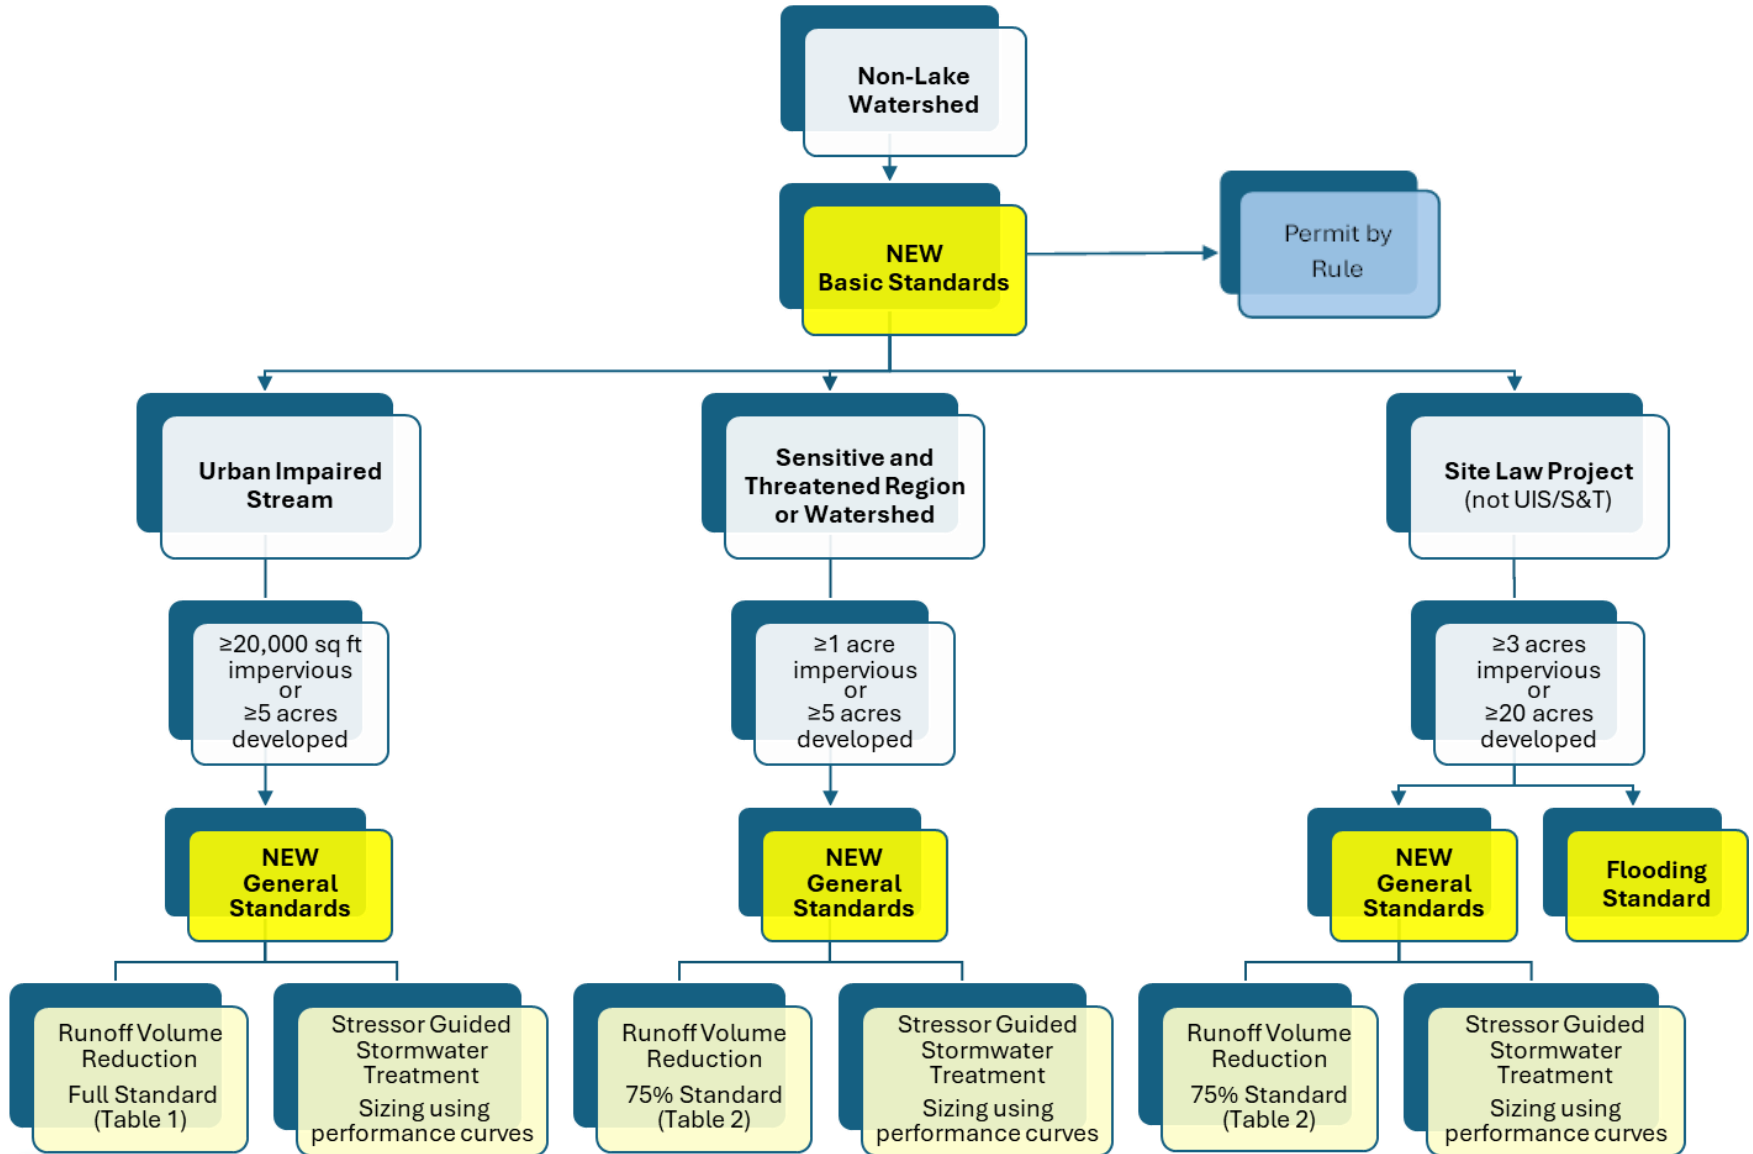 Non-Lake
Watershed
NEW
Basic Standards
Permit by
Rule
Urban Impaired
Stream
Sensitive and
Threatened Region
or Watershed
Site Law Project
(not UIS/S&T)
≥20,000 sq ft
impervious
or
≥5 acres
developed
≥1 acre
impervious
or
≥5 acres
developed
≥3 acres
impervious
or
≥20 acres
developed
NEW
General
Standards
NEW
General
Standards
NEW
General
Standards
Flooding
Standard
Runoff Volume
Reduction
Full Standard
(Table 1)
Stressor Guided
Stormwater
Treatment
Sizing using
performance curves
Runoff Volume
Reduction
75% Standard
(Table 2)
Stressor Guided
Stormwater
Treatment
Sizing using
performance curves
Runoff Volume
Reduction
75% Standard
(Table 2)
Stressor Guided
Stormwater
Treatment
Sizing using
performance curves